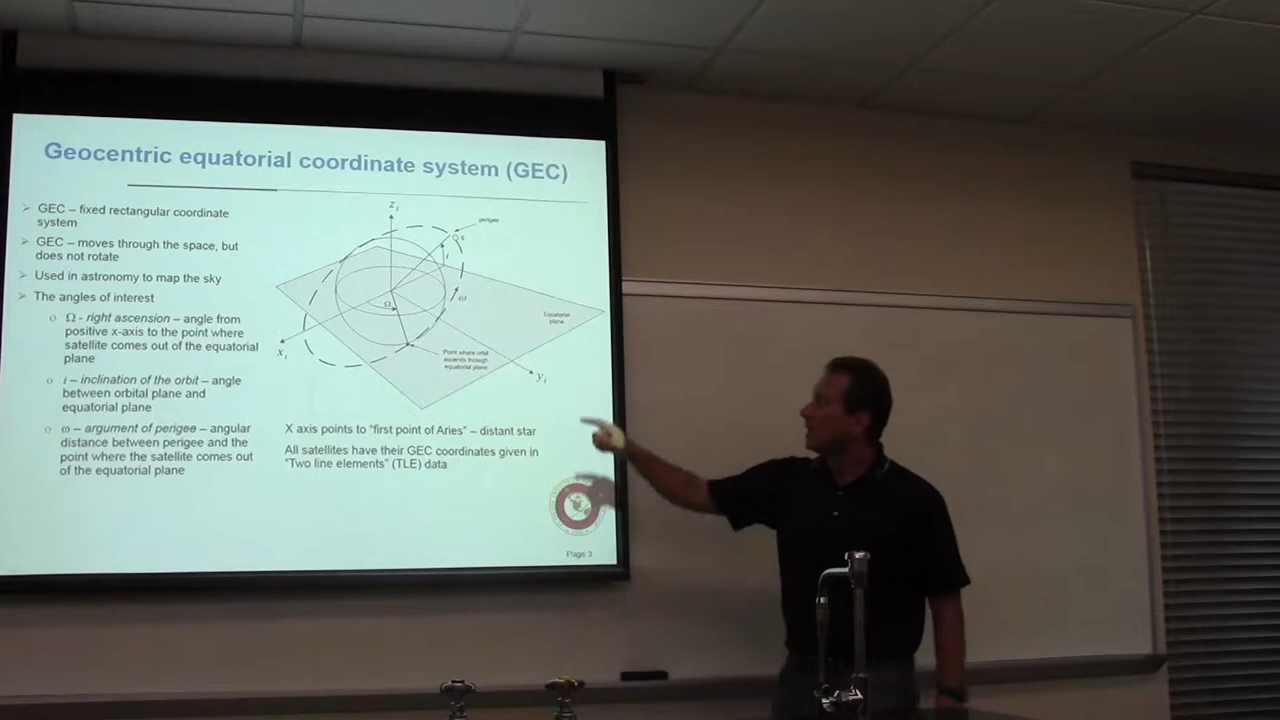 Geocentric equatorial coordinate system (GEC)
GEC – fixed rectangular coordinate
system
GEC – moves through the space, but
does not rotate
Used in astronomy to map the sky
The angles of interest
Ω - right ascension – angle from
positive x-axis to the point where
satellite comes out of the equatorial
plane
i – inclination of the orbit – angle
between orbital plane and
equatorial plane
ω – argument of perigee – angular
distance between perigee and the
point where the satellite comes out
of the equatorial plane
z i
perigee
s
i
ω
Ω
Equatorial
plane
x i
Point where orbit
ascends through
equatorial plane
y i
X axis points to "first point of Aries" – distant star
All satellites have their GEC coordinates given in
"Two line elements" (TLE) data
Page 3